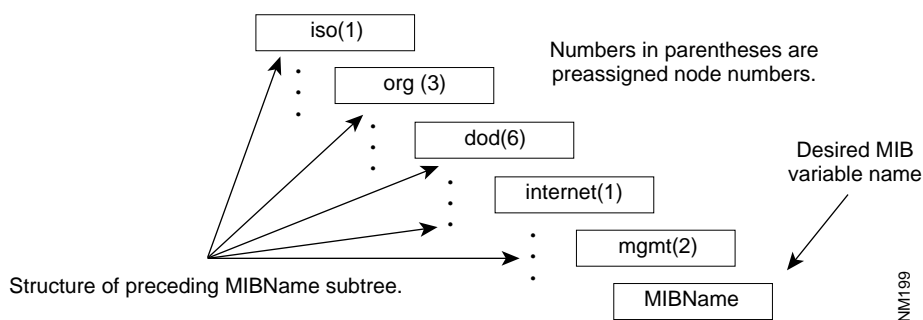 iso(1)
Numbers in parentheses are
preassigned node numbers.
org (3)
dod(6)
Desired MIB
variable name
internet(1)
mgmt(2)
Structure of preceding MIBName subtree.
MIBName
NM199